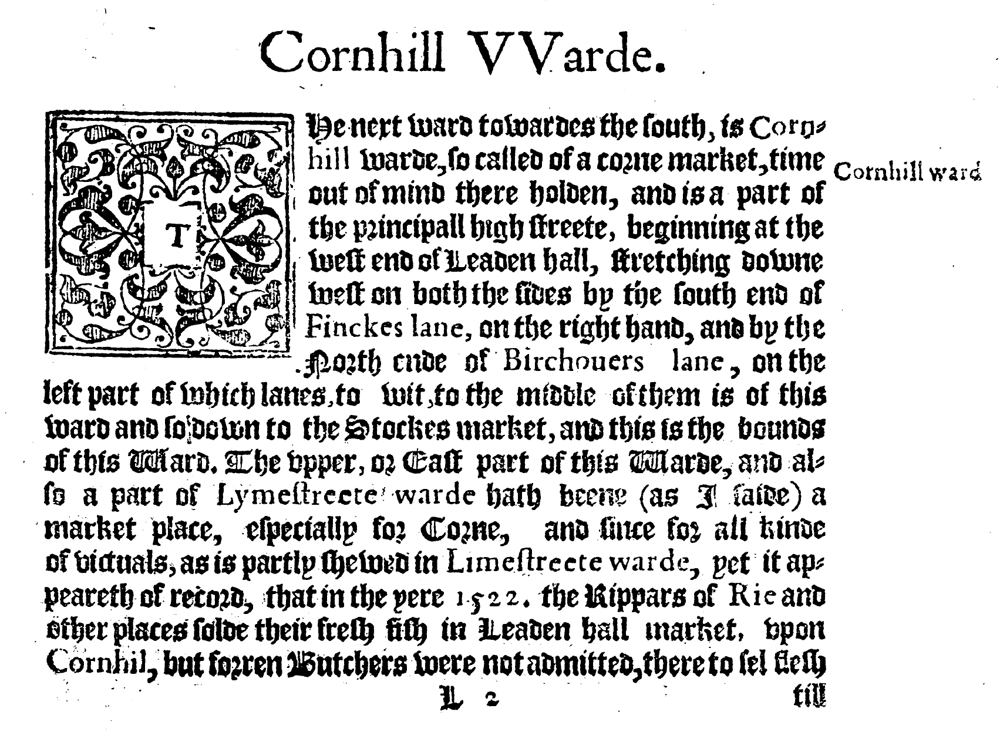 Cornhill VVarde.
THe next ward towardes the ſouth, is Corn-
hill warde, ſo called of a corne market, time
Cornhill ward
out of mind there holden, and is a part of
the principall high ſtreete, beginning at the
weſt end of Leaden hall, ſtretching downe
weſt on both the ſides by the ſouth end of
Finckes lane, on the right hand, and by the
North ende of Birchouers lane, on the
left part of which lanes, to wit, to the middle of them is of this
ward and ſo down to the Stockes market, and this is the bounds
of this Ward. The vpper, or Eaſt part of this Warde, and al-
ſo a part of Lymeſtreete warde hath beene (as I ſaide) a
market place, eſpecially for Corne, and ſince for all kinde
of victuals, as is partly ſhewed in Limeſtreete warde, yet it ap-
peareth of record, that in the yere 1522. the Rippars of Rie and
other places ſolde their freſh fiſh in Leaden hall market, vpon
Cornhil, but forren Butchers were not admitted, there to ſel fleſh
L 2 till